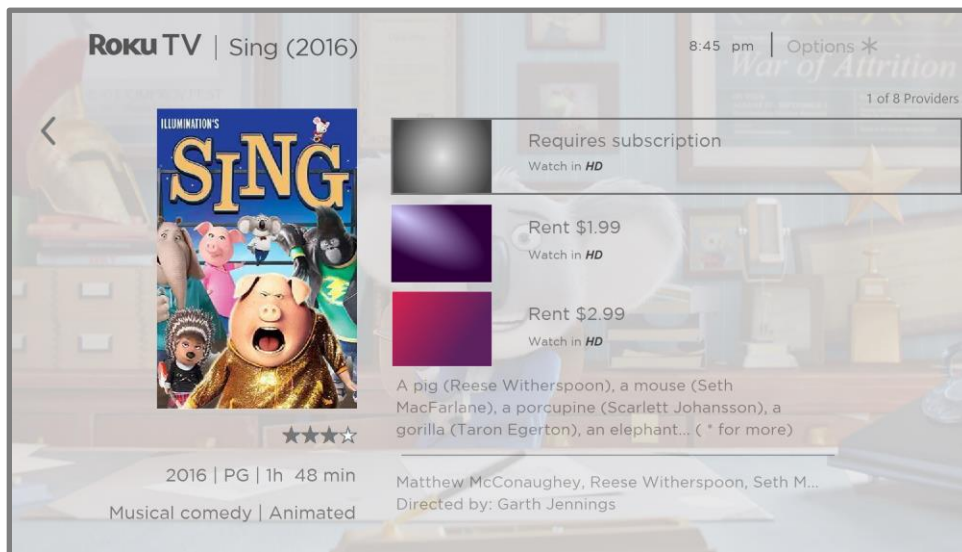 Roku TV | Sing (2016)
8:45 pm | Options *
War of Attrition
1 of 8 Providers
ILLUMINATION'S
SING
Requires subscription
Watch in HD
Rent $1.99
Watch in HD
Rent $2.99
Watch in HD
A pig (Reese Witherspoon), a mouse (Seth
MacFarlane), a porcupine (Scarlett Johansson), a
gorilla (Taron Egerton), an elephant... ( * for more)
2016 | PG | 1h 48 min
Musical comedy | Animated
Matthew McConaughey, Reese Witherspoon, Seth M...
Directed by: Garth Jennings